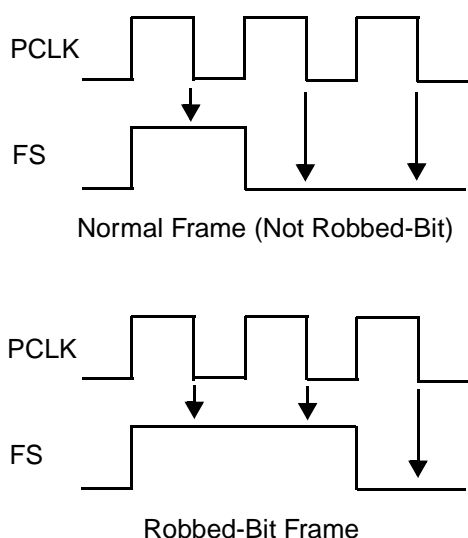 PCLK
FS
Normal Frame (Not Robbed-Bit)
PCLK
FS
Robbed-Bit Frame